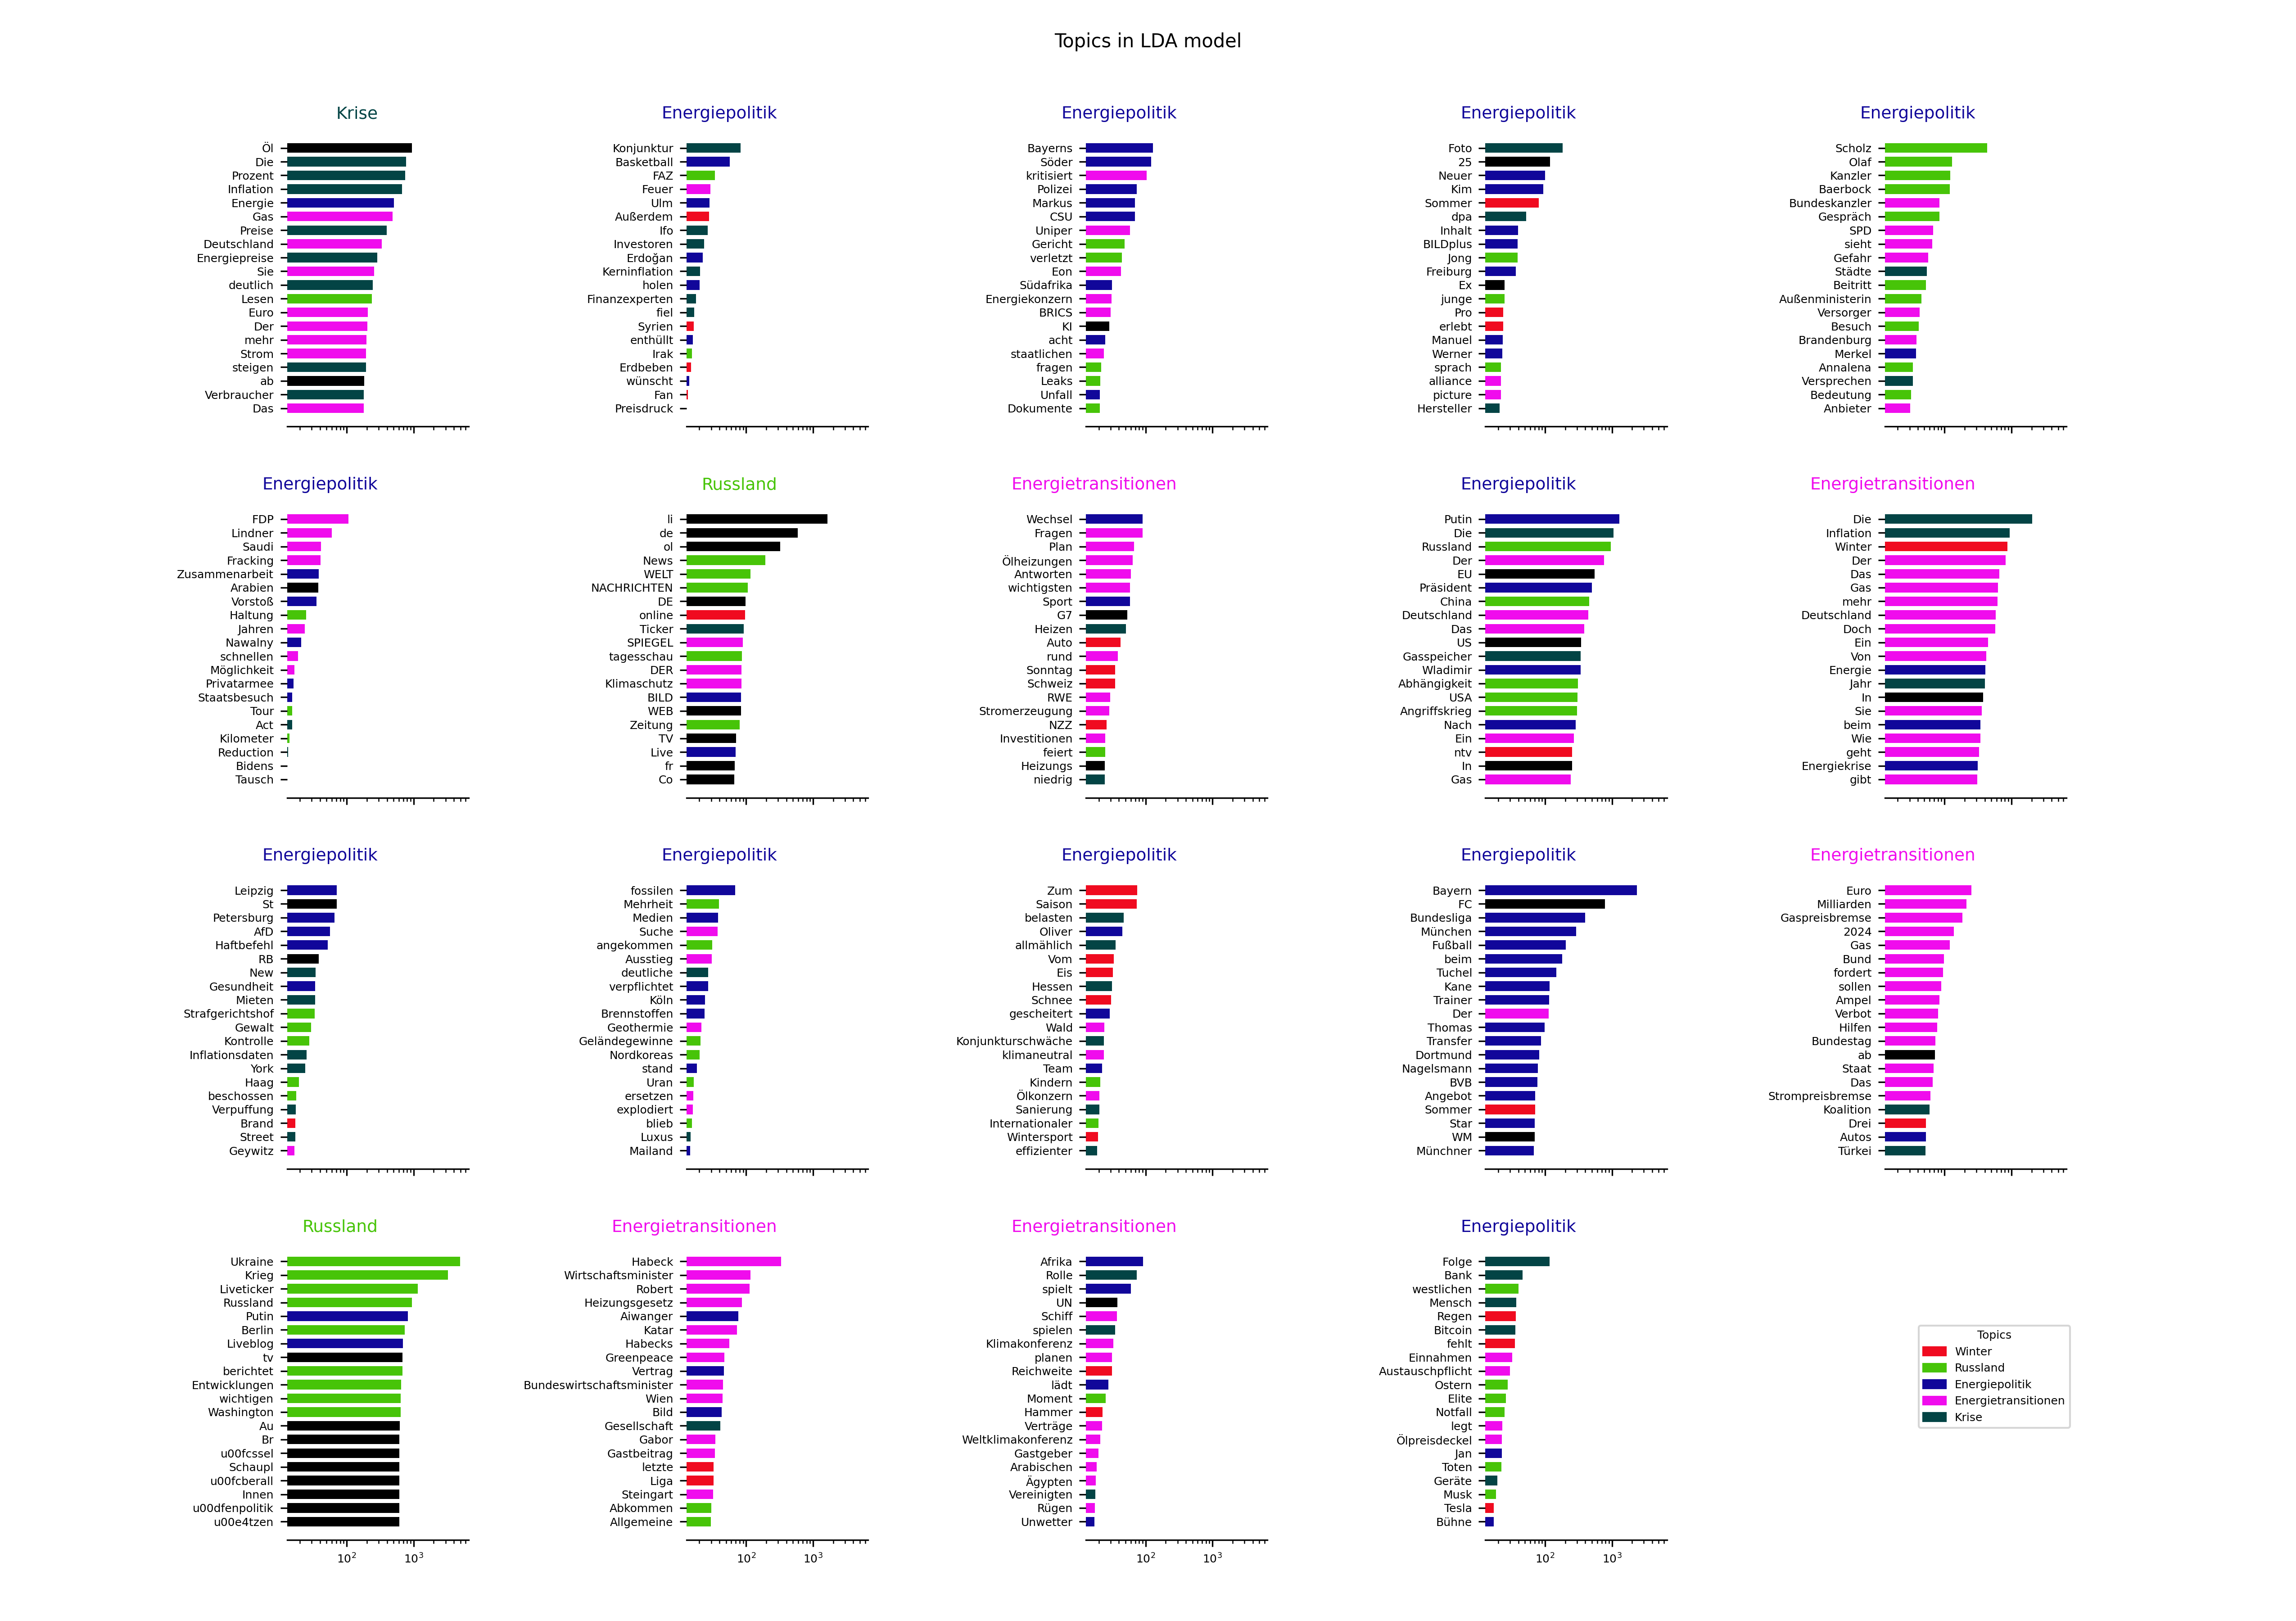 Topics in LDA model
Krise
Öl
Die
Prozent
Inflation
Energie
Gas
Preise
Deutschland
Energiepreise
Sie
deutlich
Lesen
Euro
Der
mehr
Strom
steigen
ab
Verbraucher
Das
Energiepolitik
Konjunktur
Basketball
FAZ
Feuer
Ulm
Außerdem
Ifo
Investoren
Erdoğan
Kerninflation
holen
Finanzexperten
fiel
Syrien
enthüllt
Irak
Erdbeben
wünscht
Fan
Preisdruck
Energiepolitik
Bayerns
Söder
kritisiert
Polizei
Markus
CSU
Uniper
Gericht
verletzt
Eon
Südafrika
Energiekonzern
BRICS
KI
acht
staatlichen
fragen
Leaks
Unfall
Dokumente
Energiepolitik
Foto
25
Neuer
Kim
Sommer
dpa
Inhalt
BILDplus
Jong
Freiburg
Ex
junge
Pro
erlebt
Manuel
Werner
sprach
alliance
picture
Hersteller
Energiepolitik
Scholz
Olaf
Kanzler
Baerbock
Bundeskanzler
Gespräch
SPD
sieht
Gefahr
Städte
Beitritt
Außenministerin
Versorger
Besuch
Brandenburg
Merkel
Annalena
Versprechen
Bedeutung
Anbieter
Energiepolitik
FDP
Lindner
Saudi
Fracking
Zusammenarbeit
Arabien
Vorstoß
Haltung
Jahren
Nawalny
schnellen
Möglichkeit
Privatarmee
Staatsbesuch
Tour
Act
Kilometer
Reduction
Bidens
Tausch
Russland
li
de
ol
News
WELT
NACHRICHTEN
DE
online
Ticker
SPIEGEL
tagesschau
DER
Klimaschutz
BILD
WEB
Zeitung
TV
Live
fr
Co
Energietransitionen
Wechsel
Fragen
Plan
Ölheizungen
Antworten
wichtigsten
Sport
G7
Heizen
Auto
rund
Sonntag
Schweiz
RWE
Stromerzeugung
NZZ
Investitionen
feiert
Heizungs
niedrig
Energiepolitik
Putin
Die
Russland
Der
EU
Präsident
China
Deutschland
Das
US
Gasspeicher
Wladimir
Abhängigkeit
USA
Angriffskrieg
Nach
Ein
ntv
In
Gas
Energietransitionen
Die
Inflation
Winter
Der
Das
Gas
mehr
Deutschland
Doch
Ein
Von
Energie
Jahr
In
Sie
beim
Wie
geht
Energiekrise
gibt
Energiepolitik
Leipzig
St
Petersburg
AfD
Haftbefehl
RB
New
Gesundheit
Mieten
Strafgerichtshof
Gewalt
Kontrolle
Inflationsdaten
York
Haag
beschossen
Verpuffung
Brand
Street
Geywitz
Energiepolitik
fossilen
Mehrheit
Medien
Suche
angekommen
Ausstieg
deutliche
verpflichtet
Köln
Brennstoffen
Geothermie
Geländegewinne
Nordkoreas
stand
Uran
ersetzen
explodiert
blieb
Luxus
Mailand
Energiepolitik
Zum
Saison
belasten
Oliver
allmählich
Vom
Eis
Hessen
Schnee
gescheitert
Wald
Konjunkturschwäche
klimaneutral
Team
Kindern
Ölkonzern
Sanierung
Internationaler
Wintersport
effizienter
Energiepolitik
Bayern
FC
Bundesliga
München
Fußball
beim
Tuchel
Kane
Trainer
Der
Thomas
Transfer
Dortmund
Nagelsmann
BVB
Angebot
Sommer
Star
WM
Münchner
Energietransitionen
Euro
Milliarden
Gaspreisbremse
2024
Gas
Bund
fordert
sollen
Ampel
Verbot
Hilfen
Bundestag
ab
Staat
Das
Strompreisbremse
Koalition
Drei
Autos
Türkei
Russland
Ukraine
Krieg
Liveticker
Russland
Putin
Berlin
Liveblog
tv
berichtet
Entwicklungen
wichtigen
Washington
Au
Br
u00fcssel
Schaupl
u00fcberall
Innen
u00dfenpolitik
u00e4tzen
10²
10³
Energietransitionen
Habeck
Wirtschaftsminister
Robert
Heizungsgesetz
Aiwanger
Katar
Habecks
Greenpeace
Vertrag
Bundeswirtschaftsminister
Wien
Bild
Gesellschaft
Gabor
Gastbeitrag
letzte
Liga
Steingart
Abkommen
Allgemeine
10²
10³
Energietransitionen
Afrika
Rolle
spielt
UN
Schiff
spielen
Klimakonferenz
planen
Reichweite
lädt
Moment
Hammer
Verträge
Weltklimakonferenz
Gastgeber
Arabischen
Ägypten
Vereinigten
Rügen
Unwetter
10²
10³
Energiepolitik
Folge
Bank
westlichen
Mensch
Regen
Bitcoin
fehlt
Einnahmen
Austauschpflicht
Ostern
Elite
Notfall
legt
Ölpreisdeckel
Jan
Toten
Geräte
Musk
Tesla
Bühne
10²
10³
Topics
Winter
Russland
Energiepolitik
Energietransitionen
Krise